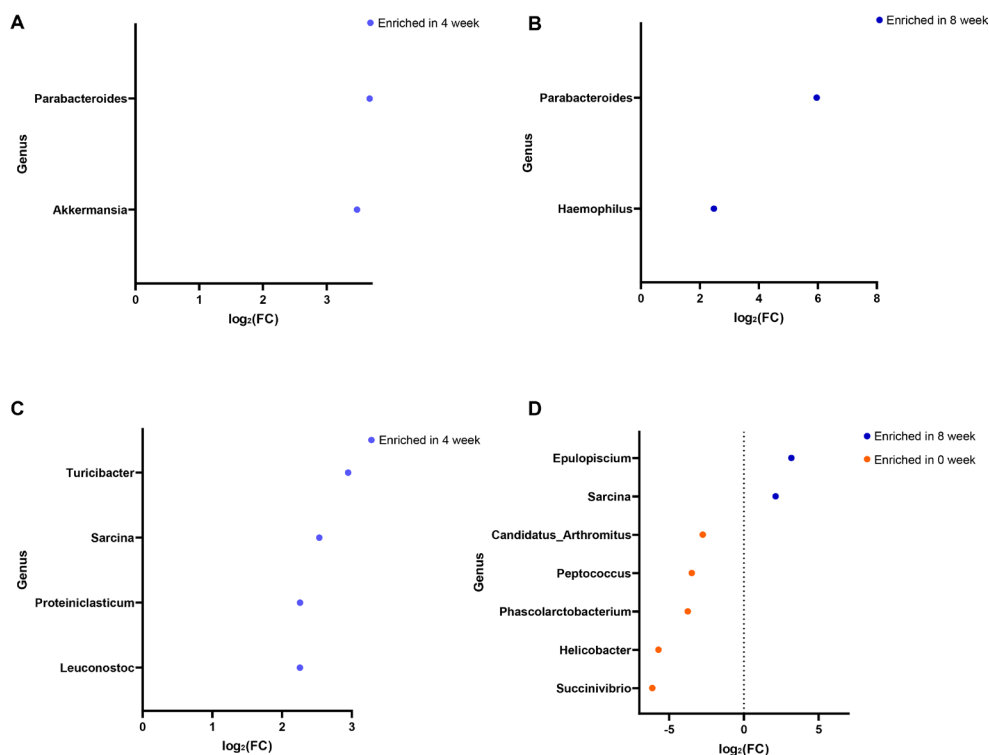 A
Enriched in 4 week
Parabacteroides
Akkermansia
Genus
0 1 2 3
log₂(FC)
B
Enriched in 8 week
Parabacteroides
Haemophilus
Genus
0 2 4 6 8
log₂(FC)
C
Enriched in 4 week
Turicibacter
Sarcina
Proteiniclasticum
Leuconostoc
Genus
0 1 2 3
log₂(FC)
D
Enriched in 8 week
Enriched in 0 week
Epulopiscium
Sarcina
Candidatus_Arthromitus
Peptococcus
Phascolarctobacterium
Helicobacter
Succinivibrio
Genus
-5 0 5
log₂(FC)